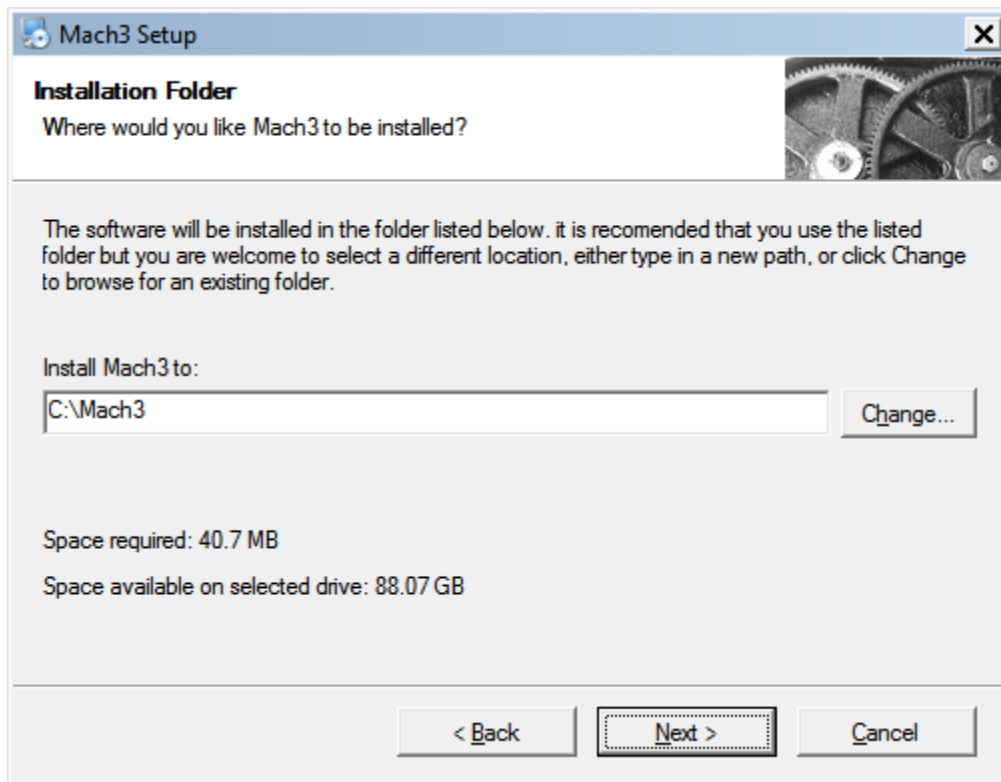 Mach3 Setup
Installation Folder
Where would you like Mach3 to be installed?
The software will be installed in the folder listed below. it is recomended that you use the listed
folder but you are welcome to select a different location, either type in a new path, or click Change
to browse for an existing folder.
Install Mach3 to:
C:\Mach3
Change...
Space required: 40.7 MB
Space available on selected drive: 88.07 GB
< Back
Next >
Cancel